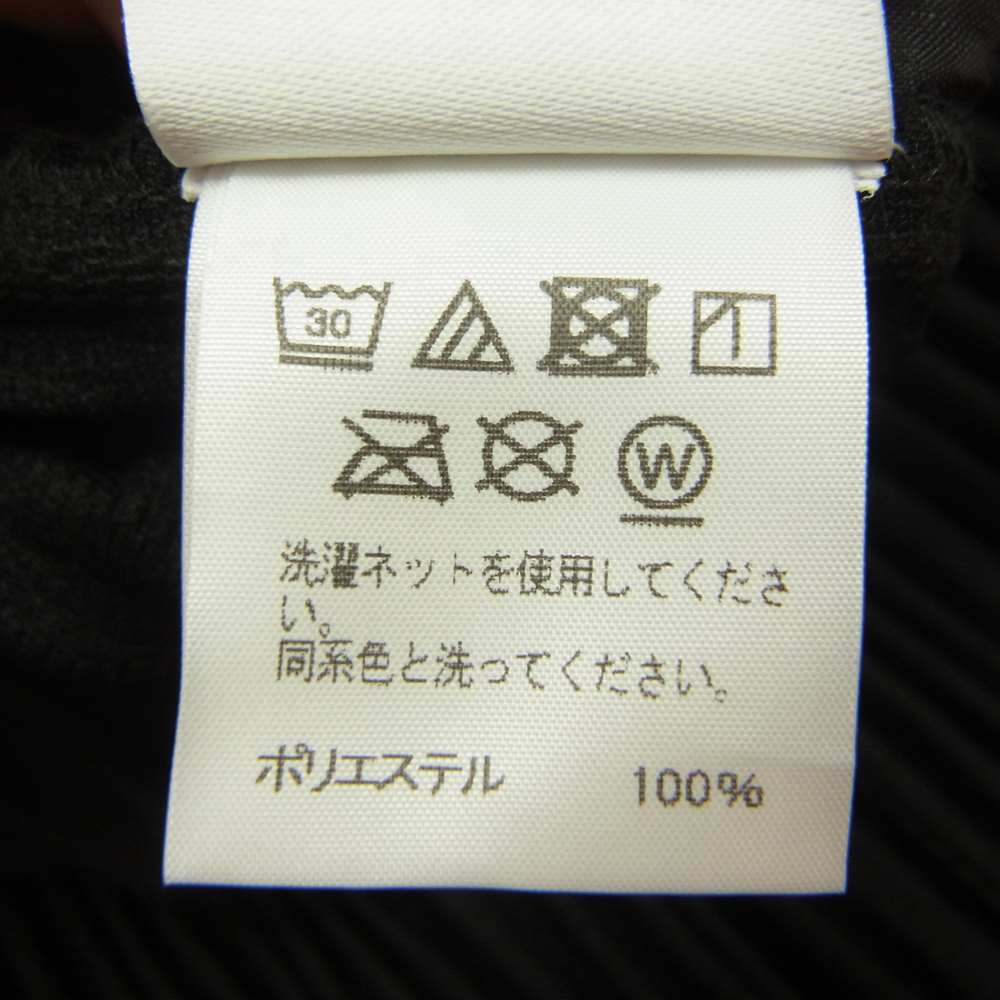 30
W
洗濯ネットを使用してくださ
い。
同系色と洗ってください。
ポリエステル 100%